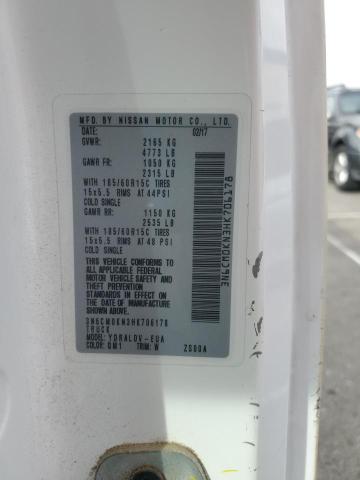 MFD. BY NISSAN MOTOR CO., LTD.
DATE: 02/17
GVWR: 2165 KG
4773 LB
GAWR FR: 1050 KG
2315 LB
WITH 185/60R15C TIRES
15x5.5 RIMS AT 44PSI
COLD SINGLE
GAWR RR: 1150 KG
2535 LB
WITH 185/60R15C TIRES
15x5.5 RIMS AT 48 PSI
COLD SINGLE
THIS VEHICLE CONFORMS TO
ALL APPLICABLE FEDERAL
MOTOR VEHICLE SAFETY AND
THEFT PREVENTION
STANDARDS IN EFFECT ON
THE DATE OF MANUFACTURE
SHOWN ABOVE.
3N6CM0KN3HK706178
TRUCK
MODEL: YDRALDV-EUA
COLOR: QM1 TRIM: W ZS00A
3N6CM0KN3HK706178